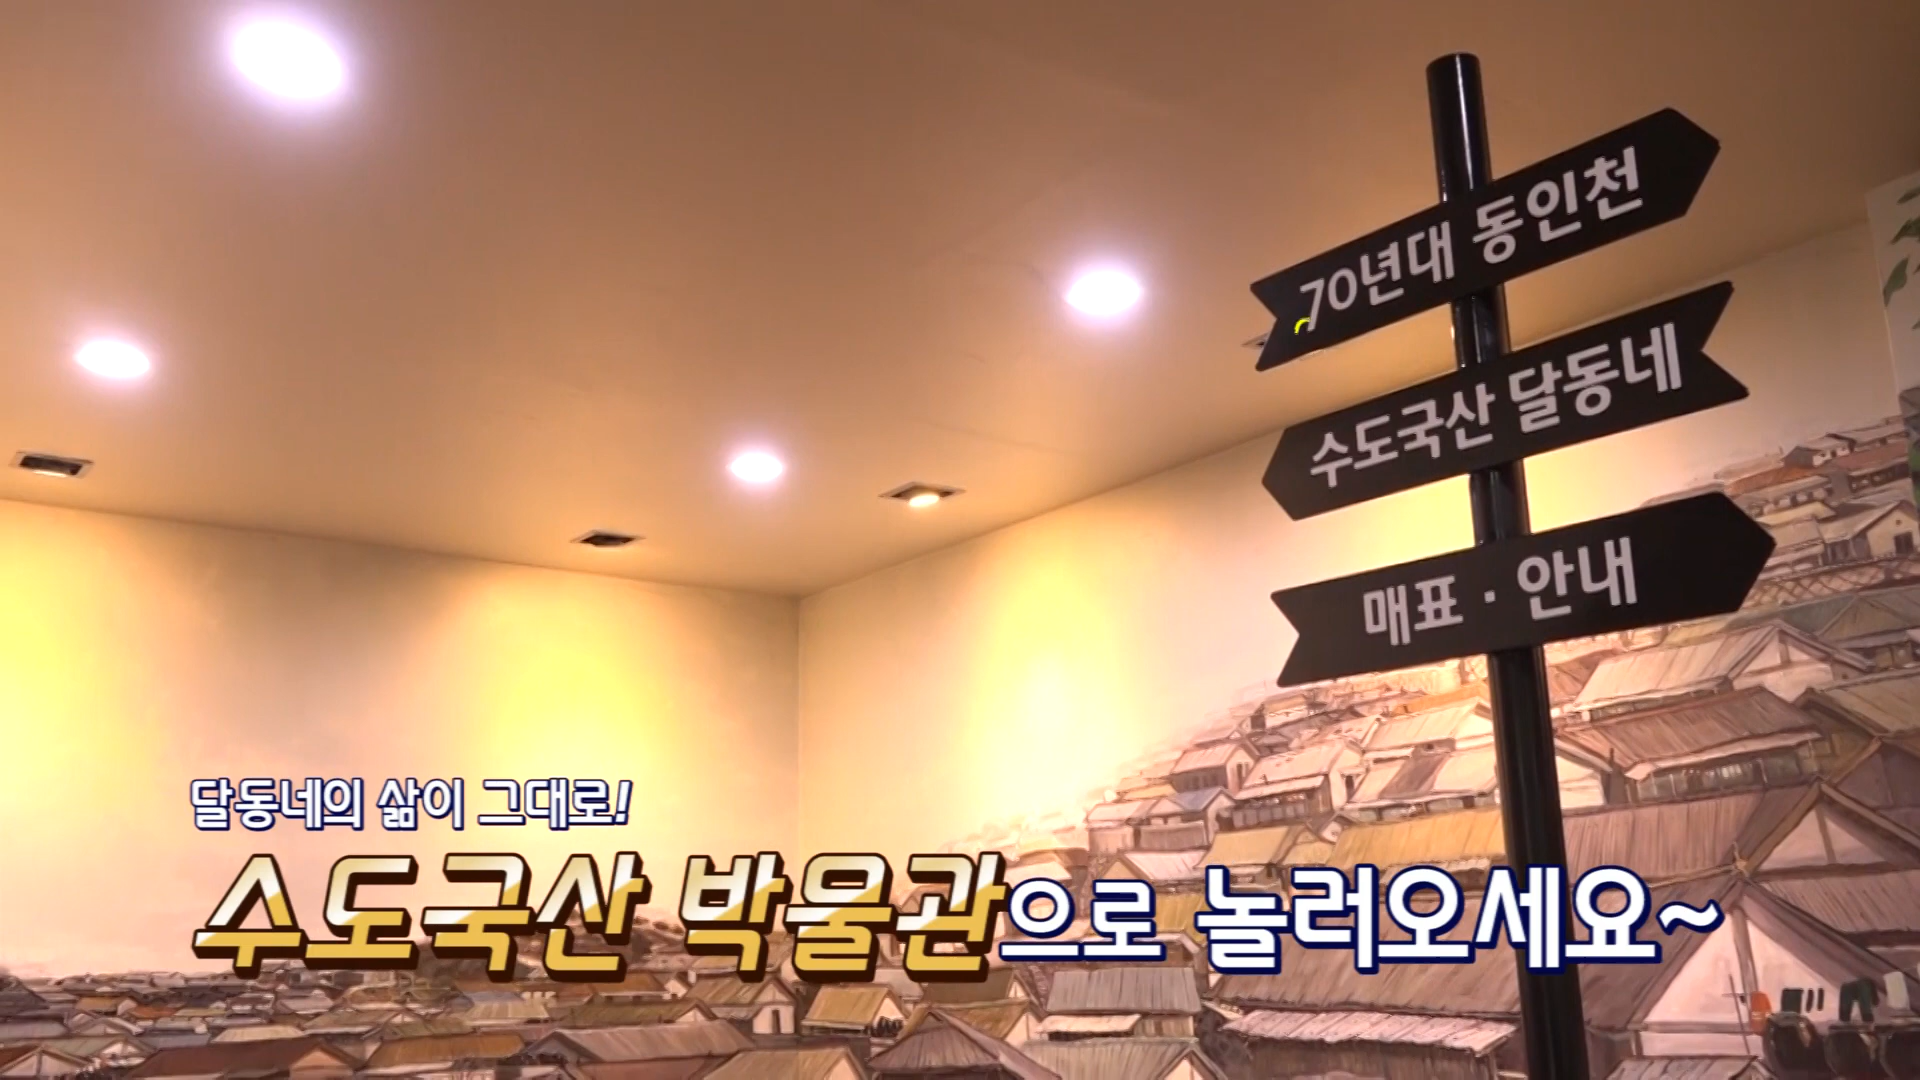 70년대 동인천
수도국산 달동네
매표 · 안내
달동네의 삶이 그대로!
수도국산 박물관으로 놀러오세요~